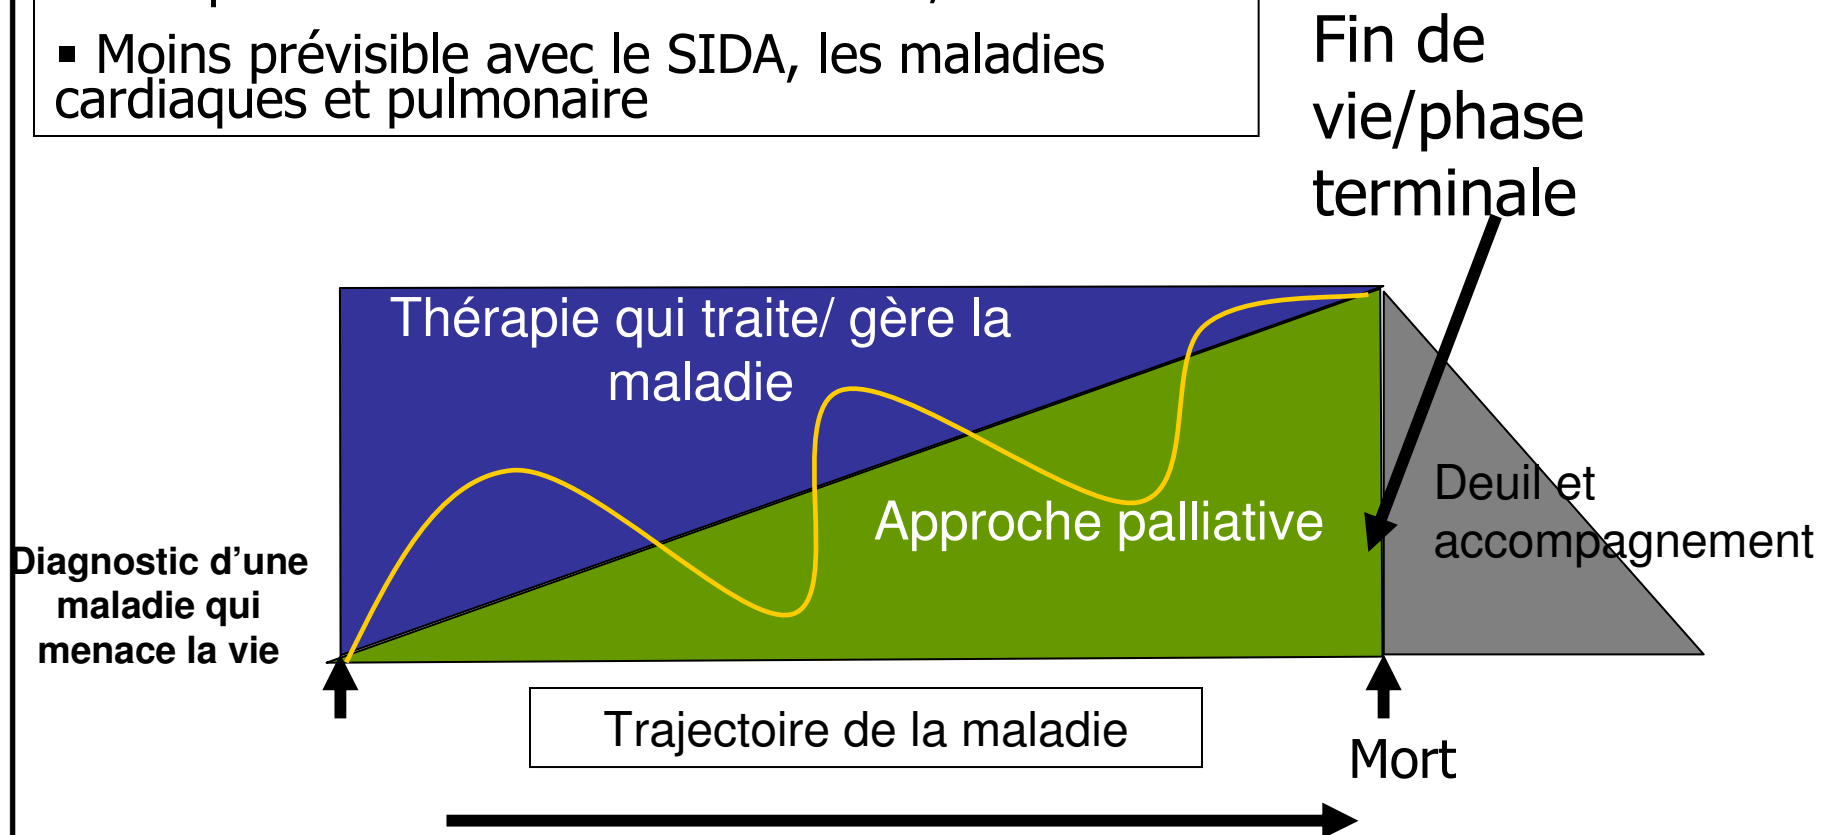 ▪ Moins prévisible avec le SIDA, les maladies
cardiaques et pulmonaire
Fin de
vie/phase
terminale
Thérapie qui traite/ gère la
maladie
Approche palliative
Deuil et
accompagnement
Diagnostic d’une
maladie qui
menace la vie
Trajectoire de la maladie
Mort